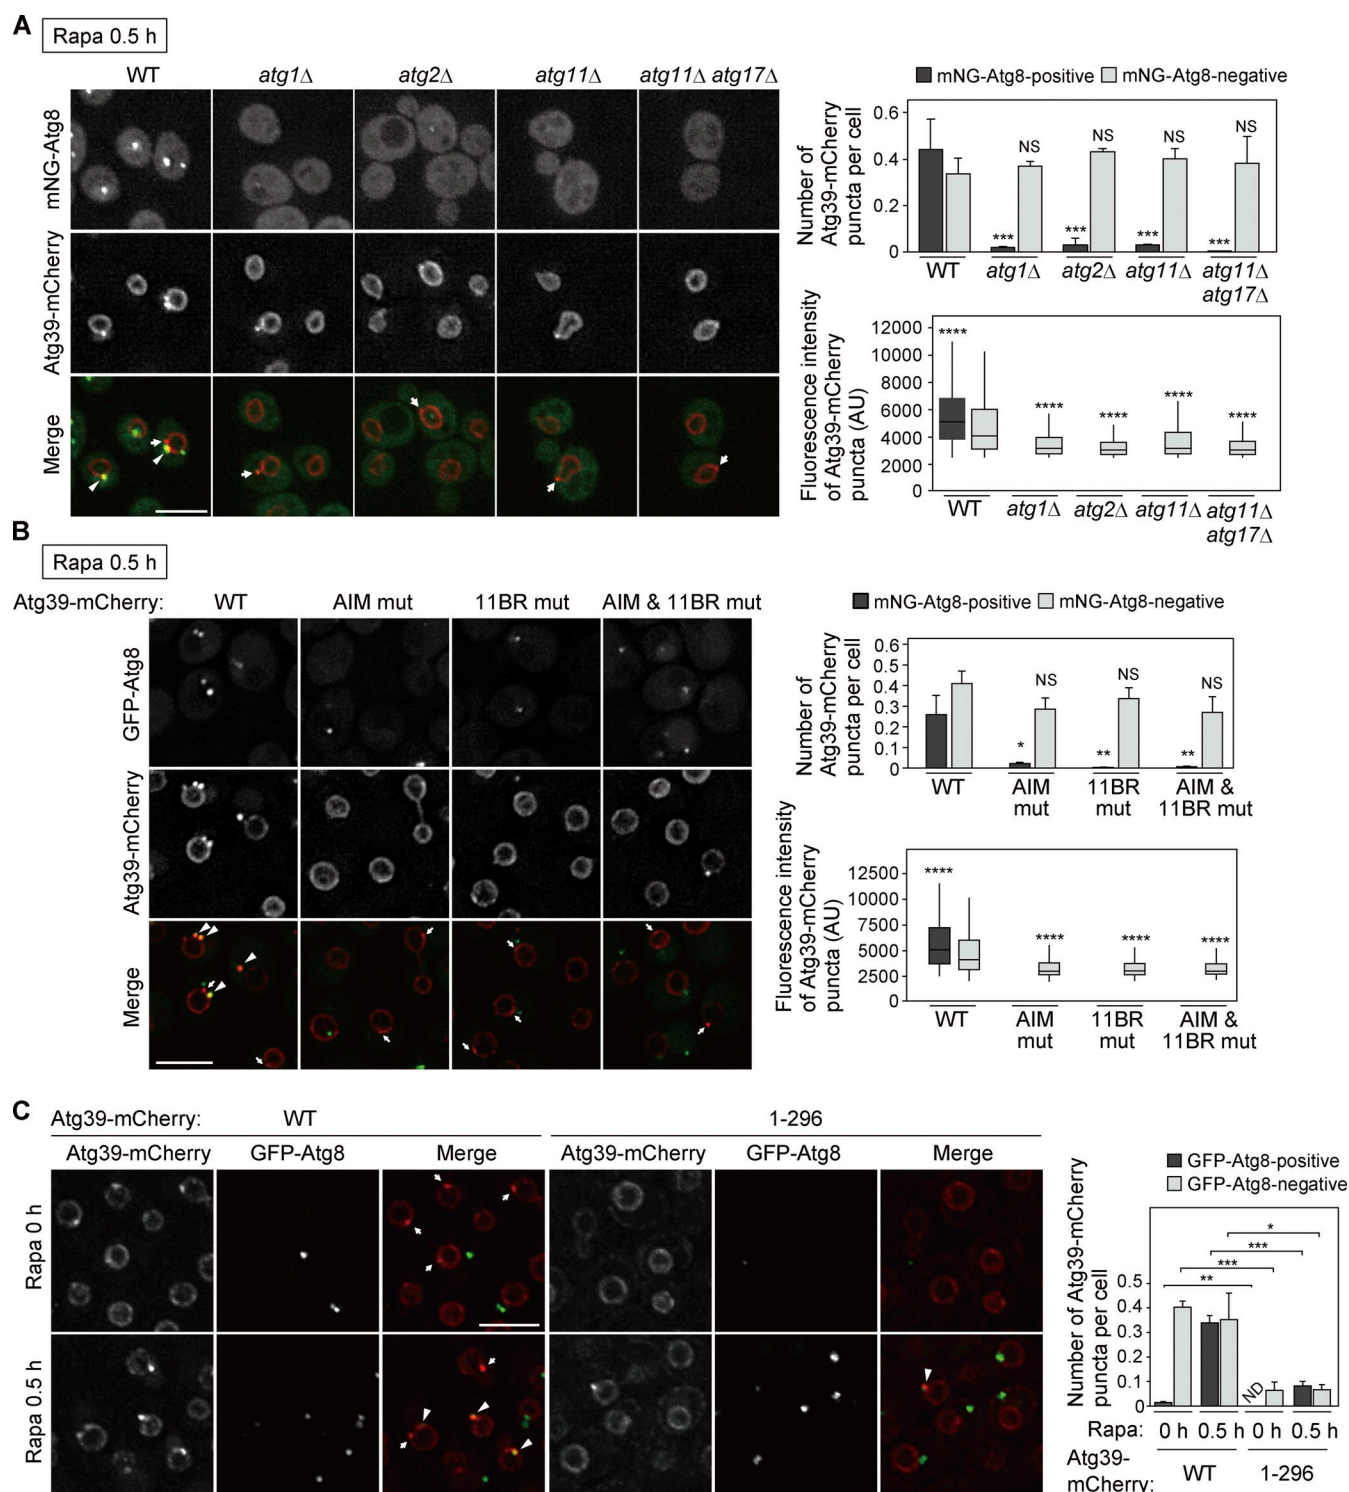 A
Rapa 0.5 h
WT atg1Δ atg2Δ atg11Δ atg11Δ atg17Δ
mNG-Atg8
Atg39-mCherry
Merge
mNG-Atg8-positive mNG-Atg8-negative
Number of
Atg39-mCherry
puncta per cell
0.6
0.4
0.2
0
NS NS NS NS
*** *** *** ***
WT atg1Δ atg2Δ atg11Δ atg11Δ
atg17Δ
Fluorescence intensity
of Atg39-mCherry
puncta (AU)
12000
10000
8000
6000
4000
2000
0
**** **** **** **** ****
WT atg1Δ atg2Δ atg11Δ atg11Δ
atg17Δ
B
Rapa 0.5 h
Atg39-mCherry: WT AIM mut 11BR mut AIM & 11BR mut
GFP-Atg8
Atg39-mCherry
Merge
mNG-Atg8-positive mNG-Atg8-negative
Number of
Atg39-mCherry
puncta per cell
0.6
0.5
0.4
0.3
0.2
0.1
0
NS NS NS
* ** **
WT AIM 11BR AIM &
mut mut 11BR mut
Fluorescence intensity
of Atg39-mCherry
puncta (AU)
12500
10000
7500
5000
2500
0
**** **** **** ****
WT AIM 11BR AIM &
mut mut 11BR mut
C
Atg39-mCherry: WT 1-296
Atg39-mCherry GFP-Atg8 Merge Atg39-mCherry GFP-Atg8 Merge
Rapa 0 h
Rapa 0.5 h
GFP-Atg8-positive
GFP-Atg8-negative
Number of Atg39-mCherry
puncta per cell
0.5
0.4
0.3
0.2
0.1
0
*
***
***
**
ND
Rapa: 0 h 0.5 h 0 h 0.5 h
Atg39-
mCherry: WT 1-296